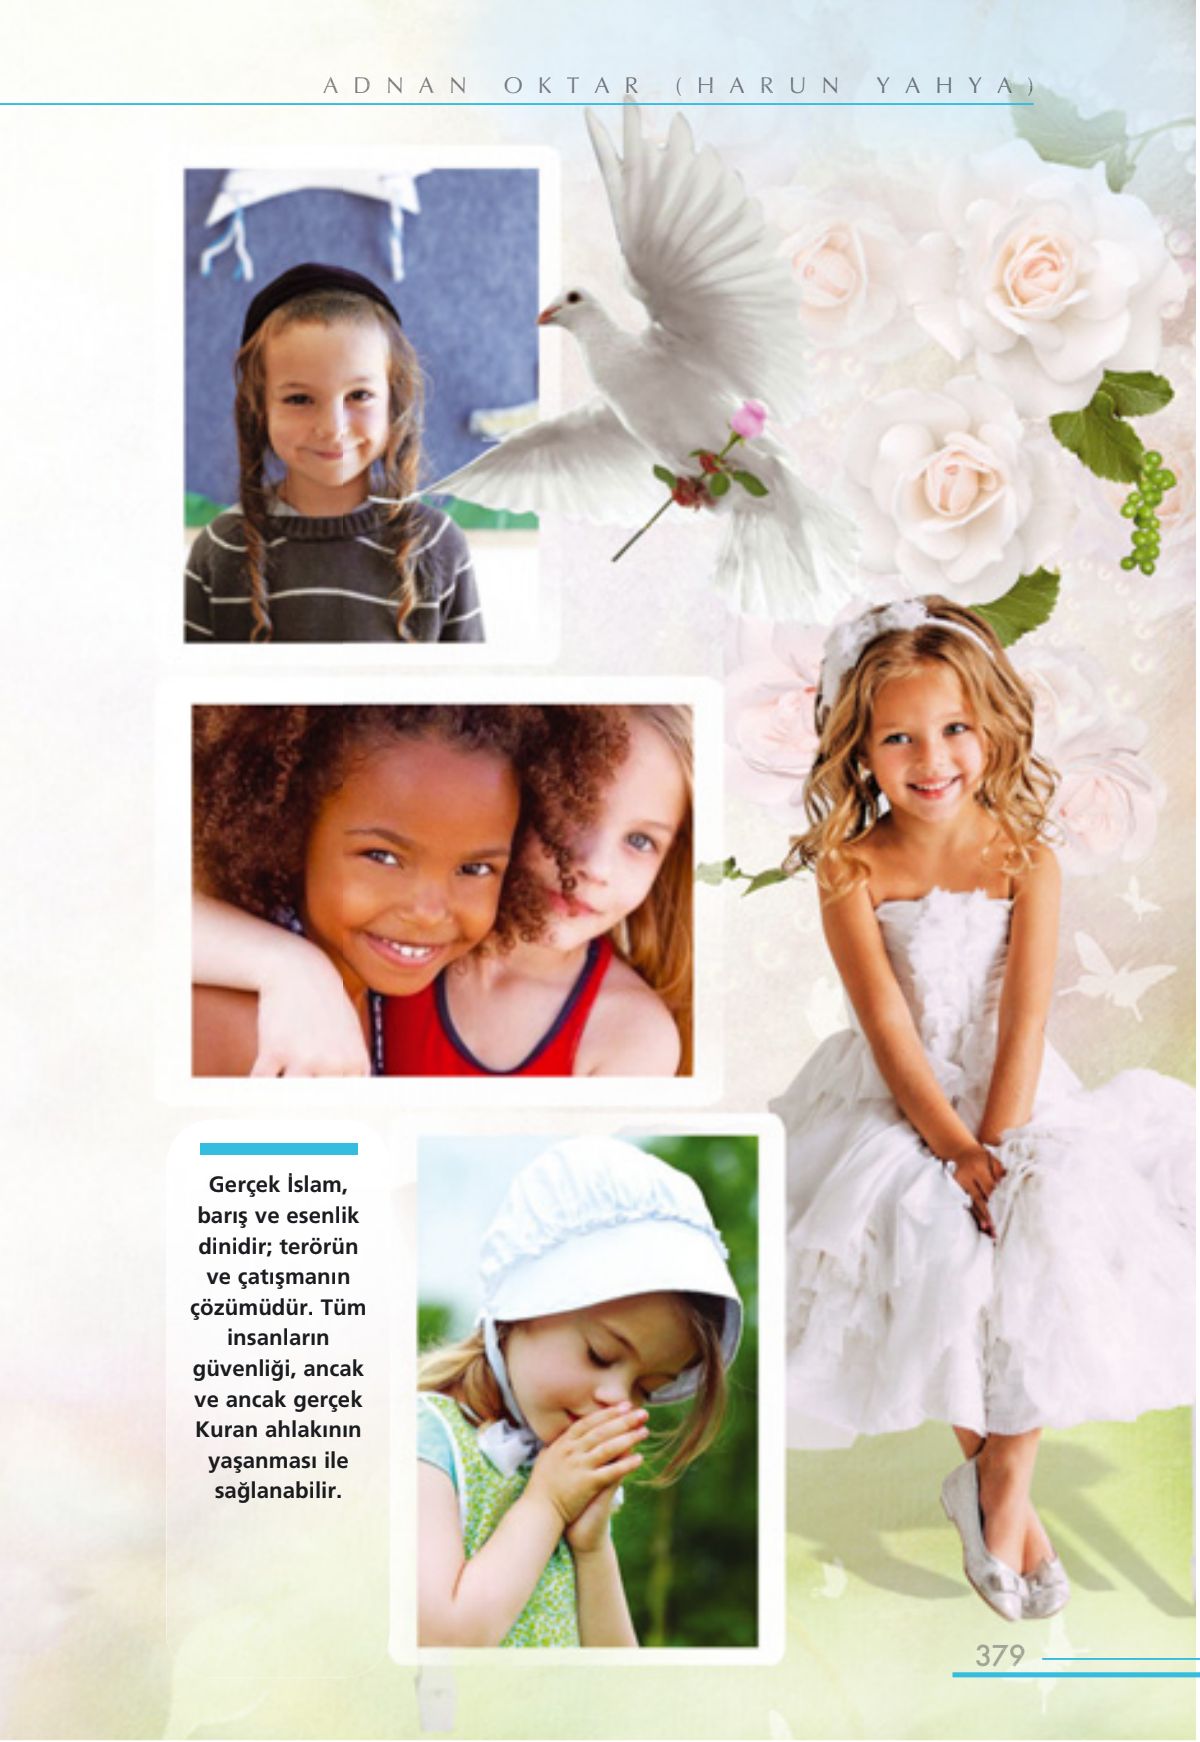 ADNAN OKTAR (HARUN YAHYA)
Gerçek İslam,
barış ve esenlik
dinidir; terörün
ve çatışmanın
çözümüdür. Tüm
insanların
güvenliği, ancak
ve ancak gerçek
Kuran ahlakının
yaşanması ile
sağlanabilir.
379